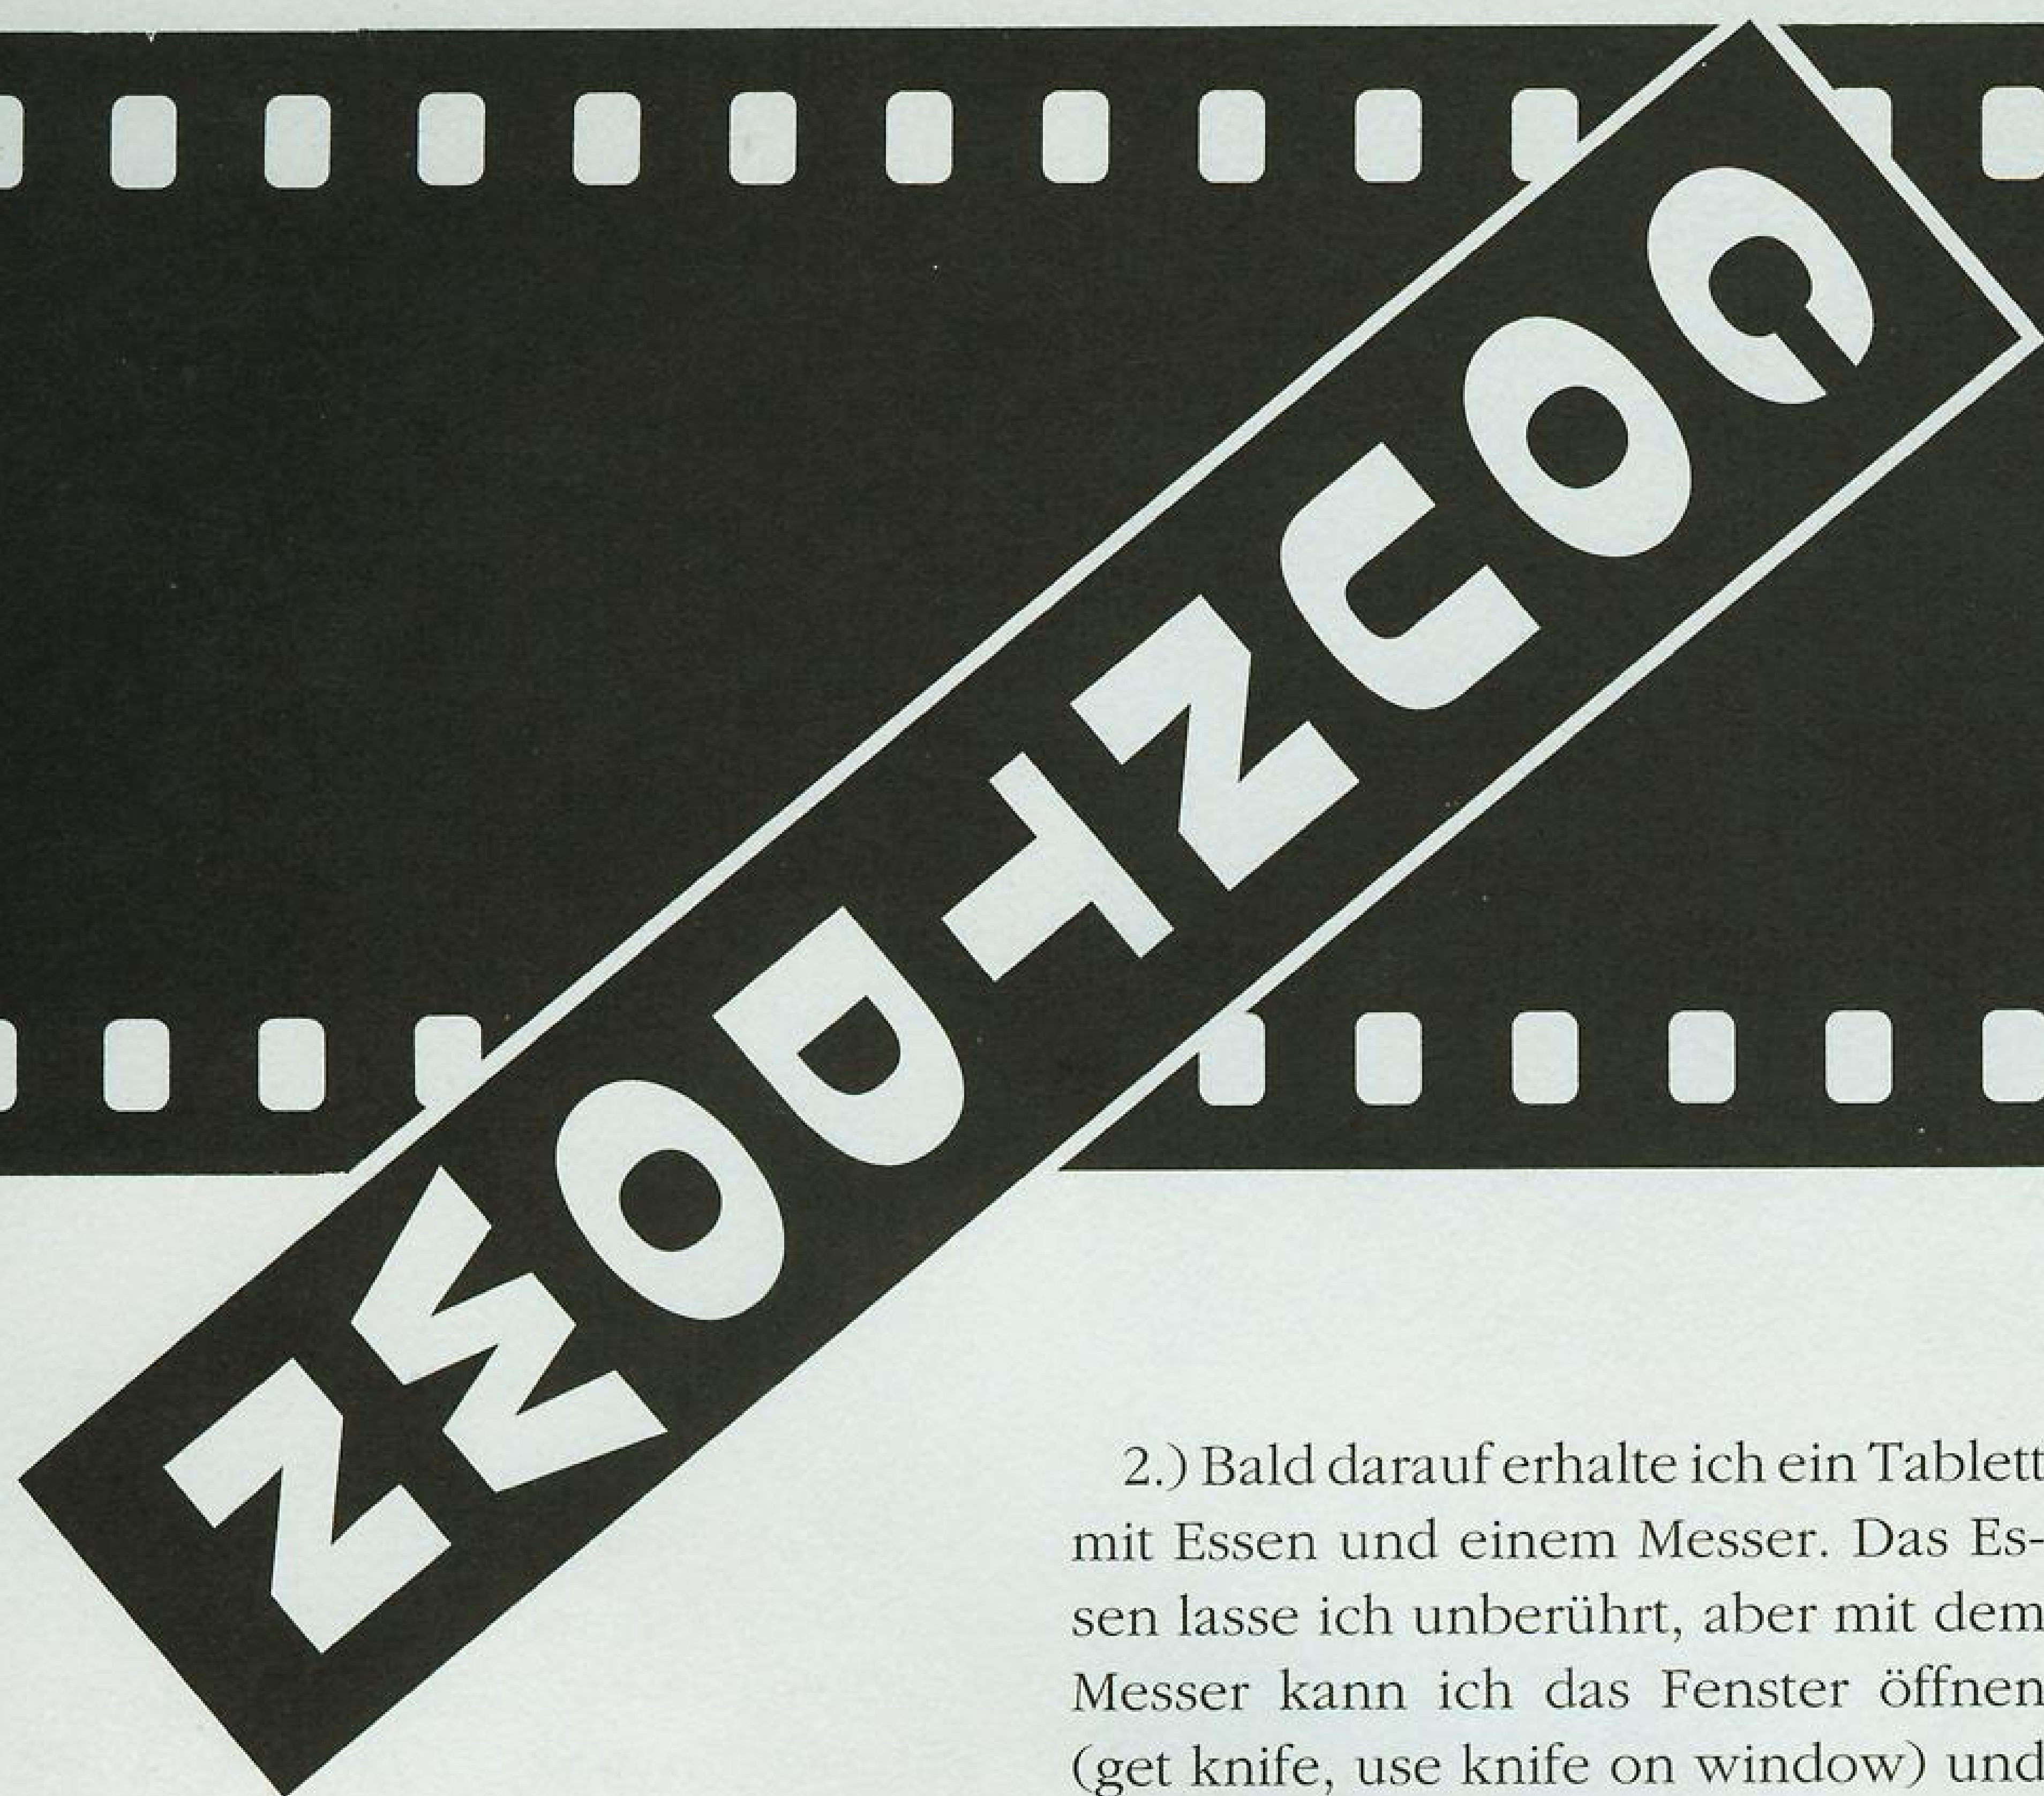 COUNTDOWN
2.) Bald darauf erhalte ich ein Tablett
mit Essen und einem Messer. Das Es-
sen lasse ich unberührt, aber mit dem
Messer kann ich das Fenster öffnen
(get knife, use knife on window) und